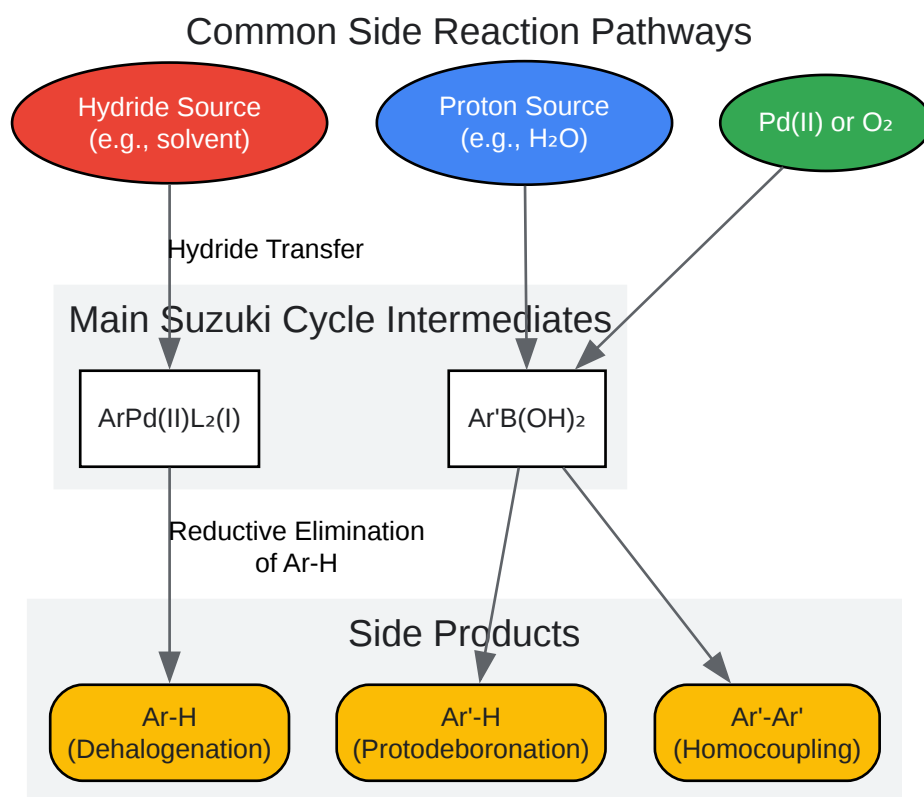 Common Side Reaction Pathways
Hydride Source
(e.g., solvent)
Proton Source
(e.g., H₂O)
Pd(II) or O₂
Hydride Transfer
Main Suzuki Cycle Intermediates
ArPd(II)L₂(I)
Ar'B(OH)₂
Reductive Elimination
of Ar-H
Side Products
Ar-H
(Dehalogenation)
Ar'-H
(Protodeboronation)
Ar'-Ar'
(Homocoupling)